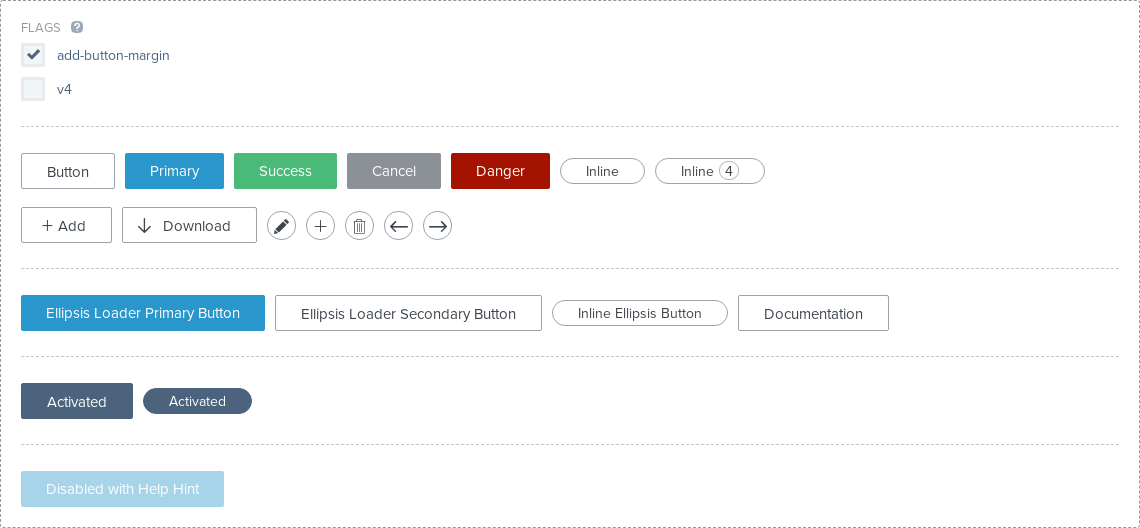 FLAGS ?
add-button-margin
v4
Button Primary Success Cancel Danger Inline Inline 4
Add Download
Ellipsis Loader Primary Button Ellipsis Loader Secondary Button Inline Ellipsis Button Documentation
Activated Activated
Disabled with Help Hint